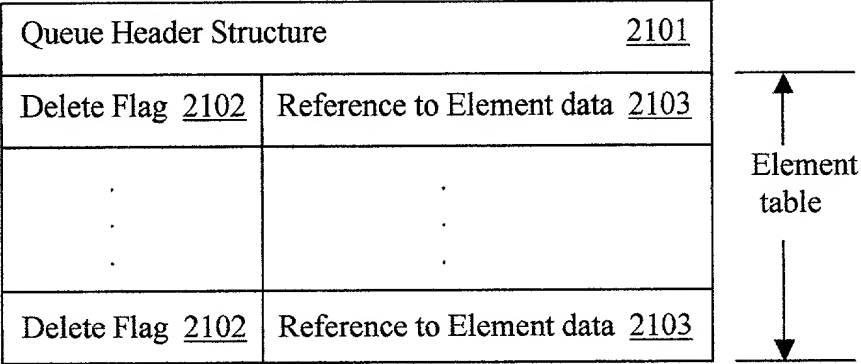 Queue Header Structure 2101
Delete Flag 2102 Reference to Element data 2103
Element
table
Delete Flag 2102 Reference to Element data 2103